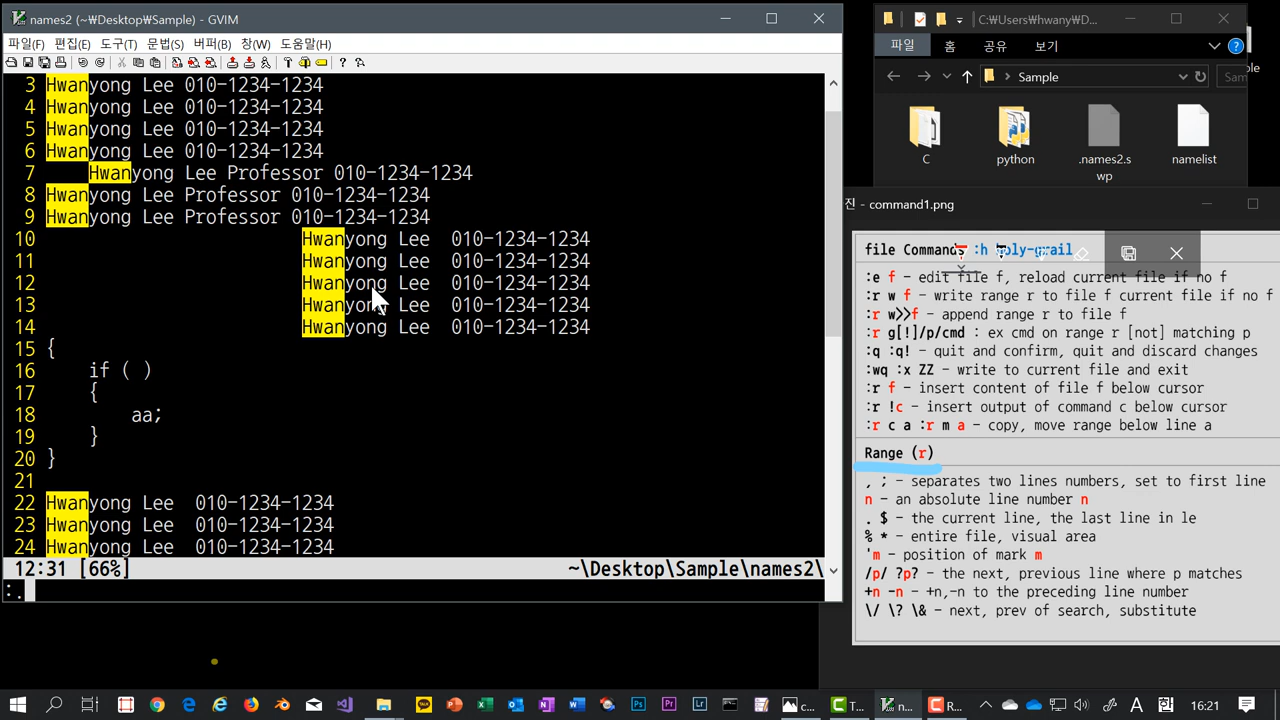 names2 (~₩Desktop₩Sample) - GVIM
파일(F) 편집(E) 도구(T) 문법(S) 버퍼(B) 창(W) 도움말(H)
3 Hwanyong Lee 010-1234-1234
4 Hwanyong Lee 010-1234-1234
5 Hwanyong Lee 010-1234-1234
6 Hwanyong Lee 010-1234-1234
7 Hwanyong Lee Professor 010-1234-1234
8 Hwanyong Lee Professor 010-1234-1234
9 Hwanyong Lee Professor 010-1234-1234
10 Hwanyong Lee 010-1234-1234
11 Hwanyong Lee 010-1234-1234
12 Hwanyong Lee 010-1234-1234
13 Hwanyong Lee 010-1234-1234
14 Hwanyong Lee 010-1234-1234
15 {
16 if ( )
17 {
18 aa;
19 }
20 }
21
22 Hwanyong Lee 010-1234-1234
23 Hwanyong Lee 010-1234-1234
24 Hwanyong Lee 010-1234-1234
12:31 [66%] ~\Desktop\Sample\names2\
:.
C:₩Users₩hwany₩D...
파일 홈 공유 보기
Sample
Sam
C
python
.names2.s
wp
namelist
ple
진 - command1.png
file Commands :h holy-grail
:e f - edit file f, reload current file if no f
:r w f - write range r to file f current file if no f
:r w>>f - append range r to file f
:r g[!]/p/cmd : ex cmd on range r [not] matching p
:q :q! - quit and confirm, quit and discard changes
:wq :x ZZ - write to current file and exit
:r f - insert content of file f below cursor
:r !c - insert output of command c below cursor
:r c a :r m a - copy, move range below line a
Range (r)
, ; - separates two lines numbers, set to first line
n - an absolute line number n
. $ - the current line, the last line in le
% * - entire file, visual area
'm - position of mark m
/p/ ?p? - the next, previous line where p matches
+n -n - +n,-n to the preceding line number
\/ \? \& - next, prev of search, substitute
c...
T...
n...
R...
A
16:21